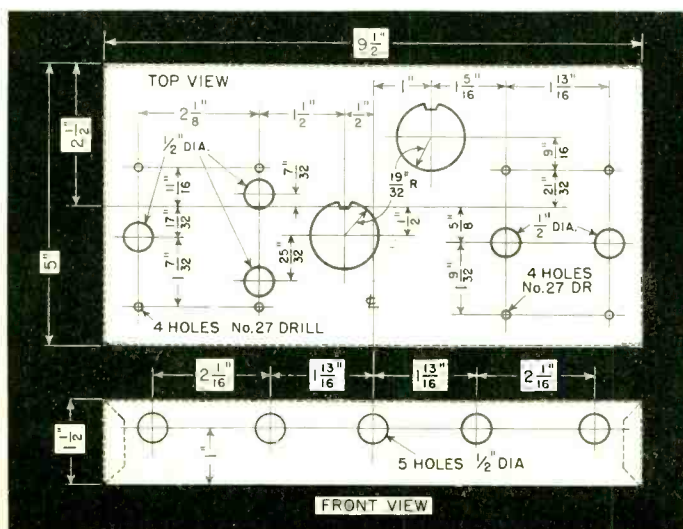 9 1/2"
TOP VIEW
1" 1 5/16" 1 13/16"
2 1/8" 1 1/2" 1/2"
1/2" DIA.
2 1/2"
5"
11/16"
17/32"
1 7/32"
7/32"
25/32"
19/32" R
1/2"
9/16"
21/32"
5/8"
1 9/32"
1/2" DIA.
4 HOLES
No. 27 DR
4 HOLES No. 27 DRILL
℄
2 1/16" 1 13/16" 1 13/16" 2 1/16"
1 1/2"
1"
5 HOLES 1/2" DIA
FRONT VIEW